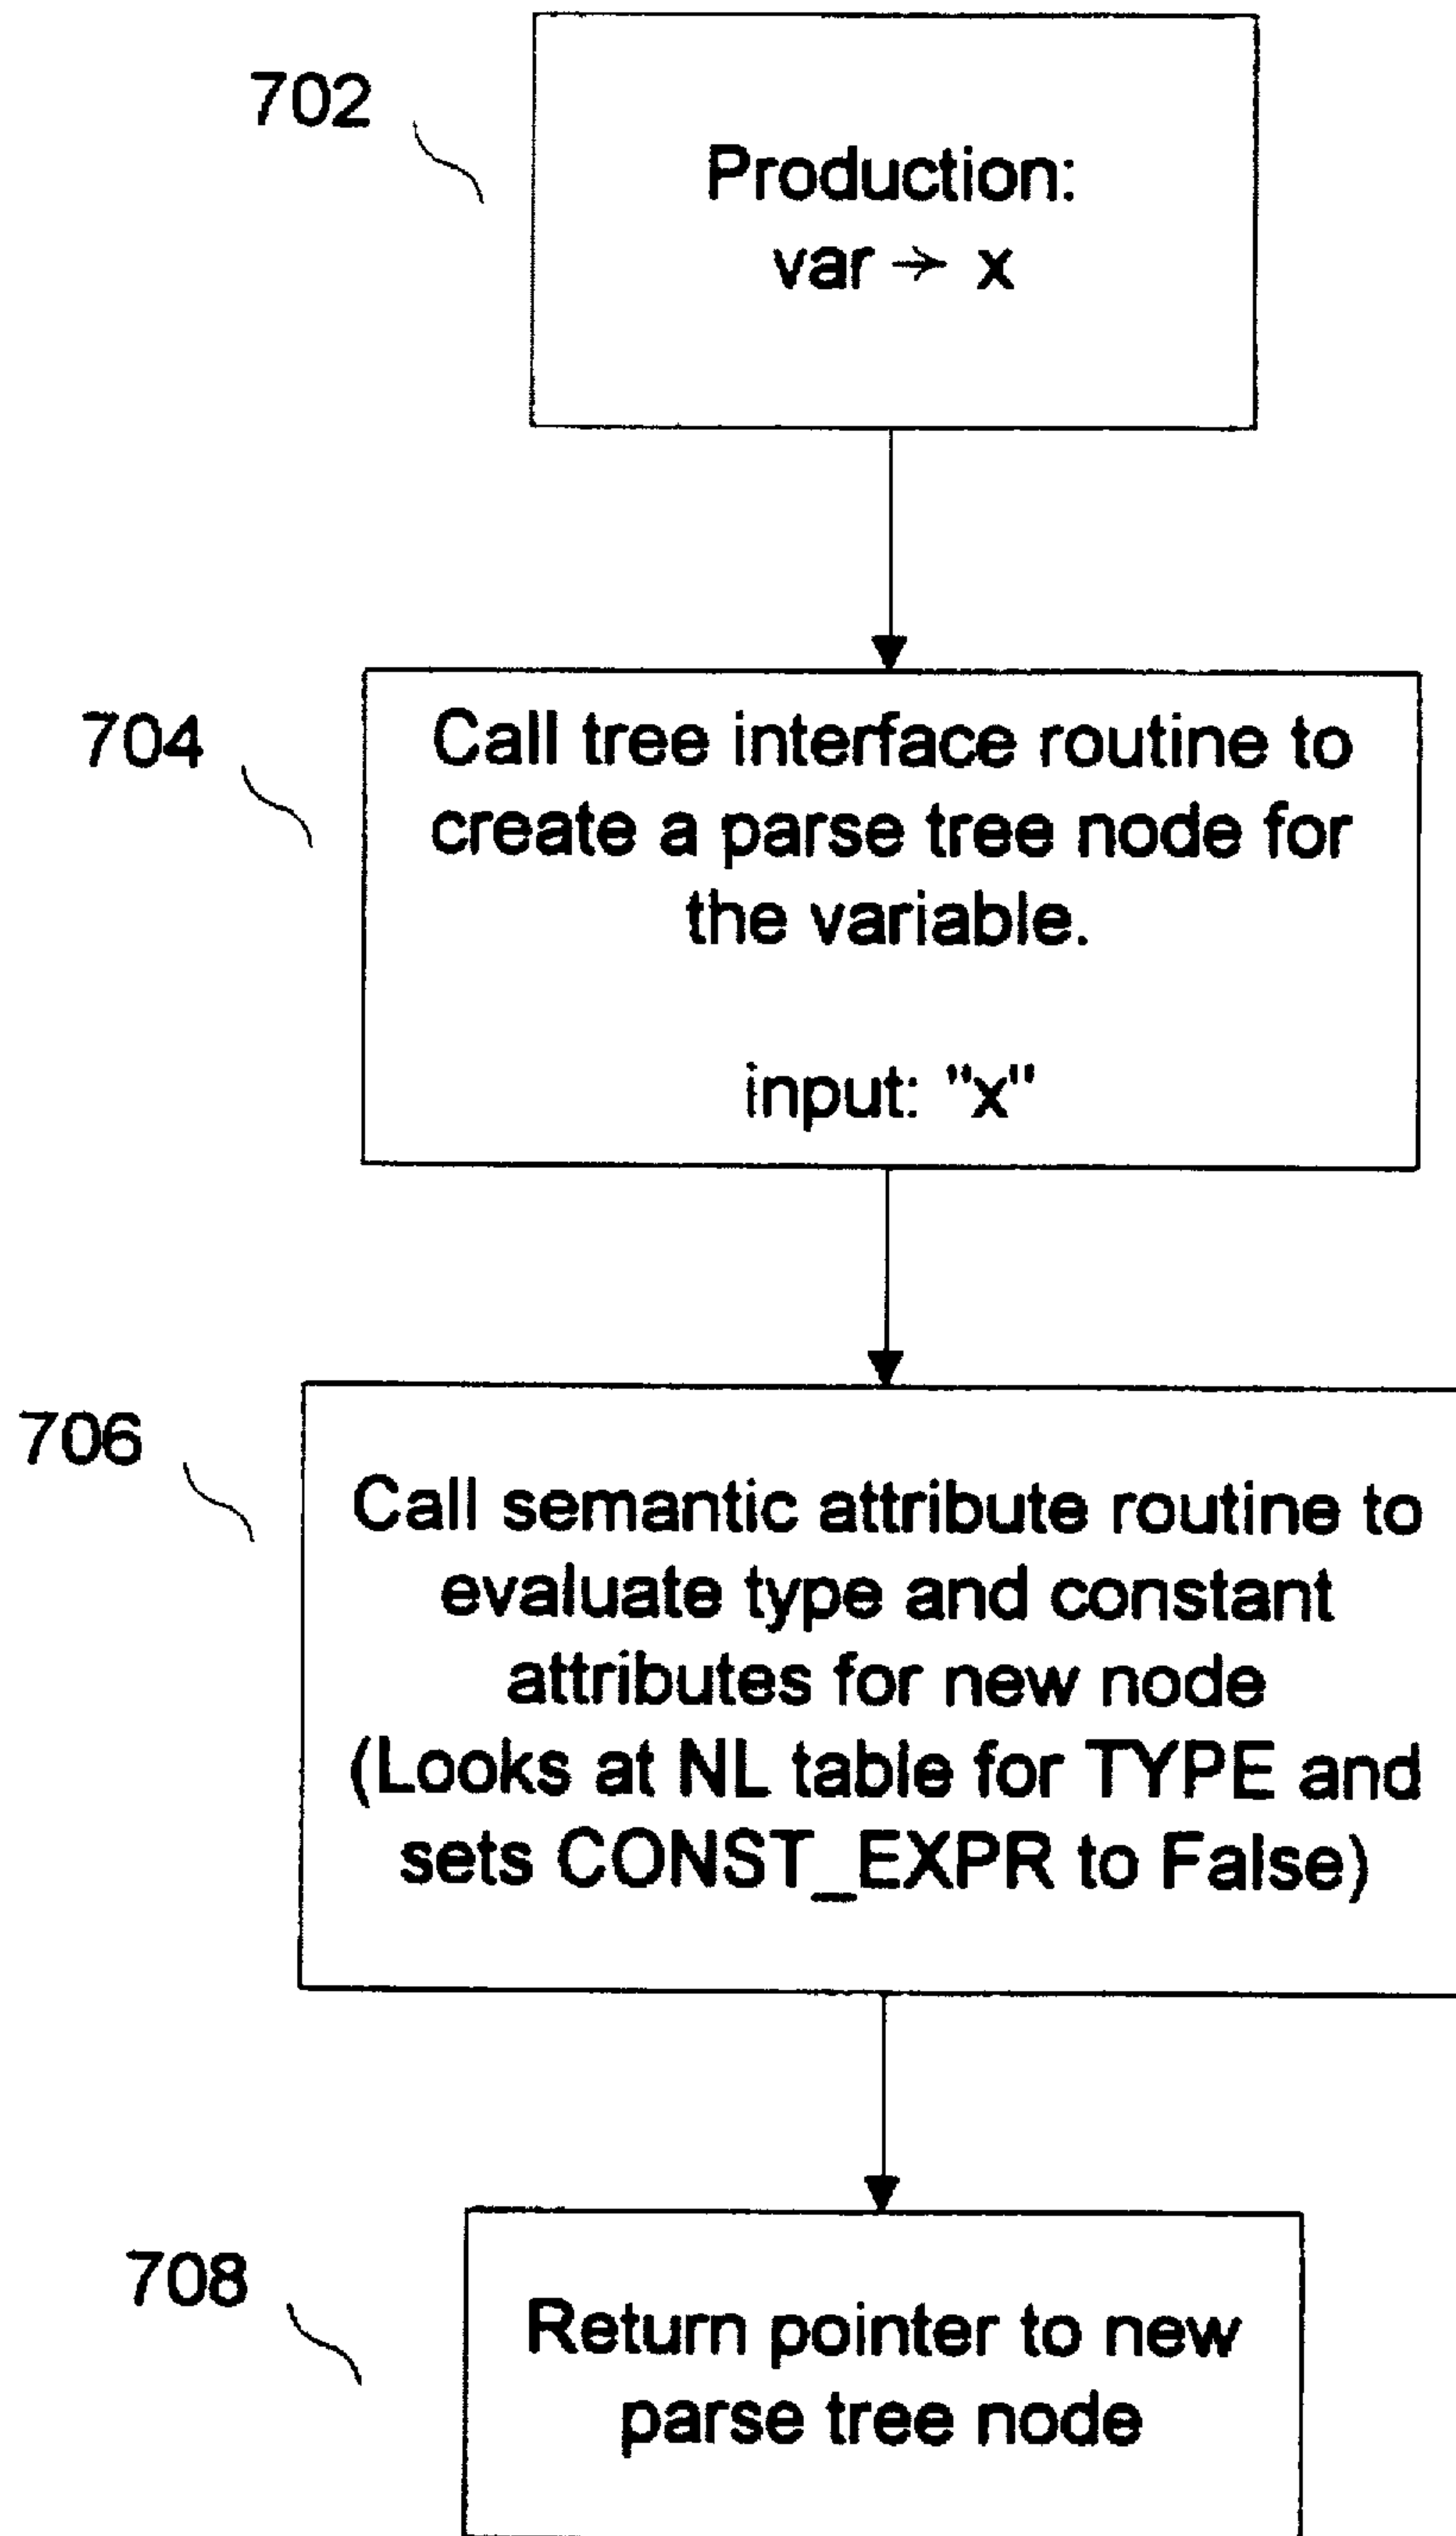 702
Production:
var → x
704
Call tree interface routine to
create a parse tree node for
the variable.
input: "x"
706
Call semantic attribute routine to
evaluate type and constant
attributes for new node
(Looks at NL table for TYPE and
sets CONST_EXPR to False)
708
Return pointer to new
parse tree node